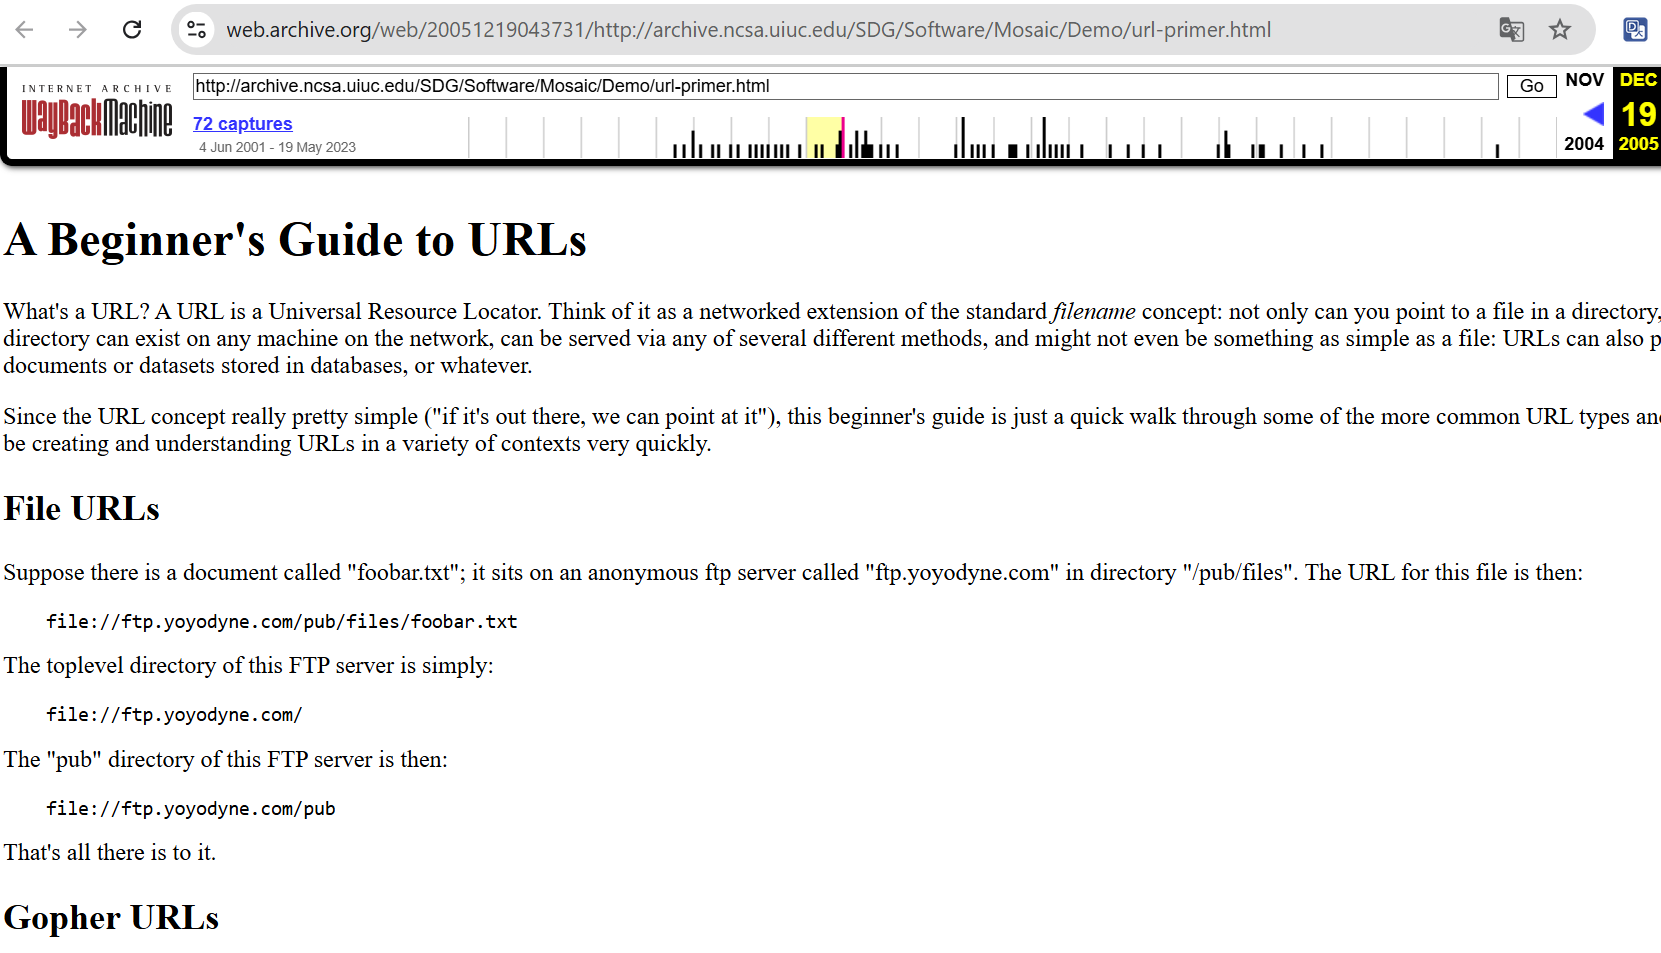 web.archive.org/web/20051219043731/http://archive.ncsa.uiuc.edu/SDG/Software/Mosaic/Demo/url-primer.html
INTERNET ARCHIVE
WayBackMachine
http://archive.ncsa.uiuc.edu/SDG/Software/Mosaic/Demo/url-primer.html
Go
NOV
DEC
72 captures
19
4 Jun 2001 - 19 May 2023
2004
2005
A Beginner's Guide to URLs
What's a URL? A URL is a Universal Resource Locator. Think of it as a networked extension of the standard filename concept: not only can you point to a file in a directory,
directory can exist on any machine on the network, can be served via any of several different methods, and might not even be something as simple as a file: URLs can also p
documents or datasets stored in databases, or whatever.
Since the URL concept really pretty simple ("if it's out there, we can point at it"), this beginner's guide is just a quick walk through some of the more common URL types an
be creating and understanding URLs in a variety of contexts very quickly.
File URLs
Suppose there is a document called "foobar.txt"; it sits on an anonymous ftp server called "ftp.yoyodyne.com" in directory "/pub/files". The URL for this file is then:
file://ftp.yoyodyne.com/pub/files/foobar.txt
The toplevel directory of this FTP server is simply:
file://ftp.yoyodyne.com/
The "pub" directory of this FTP server is then:
file://ftp.yoyodyne.com/pub
That's all there is to it.
Gopher URLs